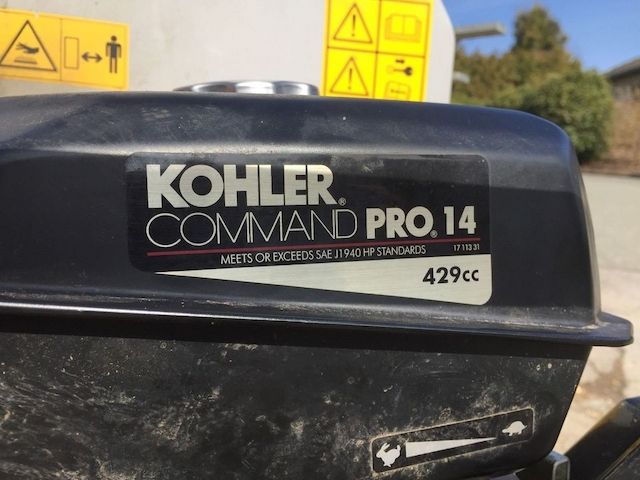 KOHLER®
COMMAND PRO® 14
MEETS OR EXCEEDS SAE J1940 HP STANDARDS
17 113 31
429cc